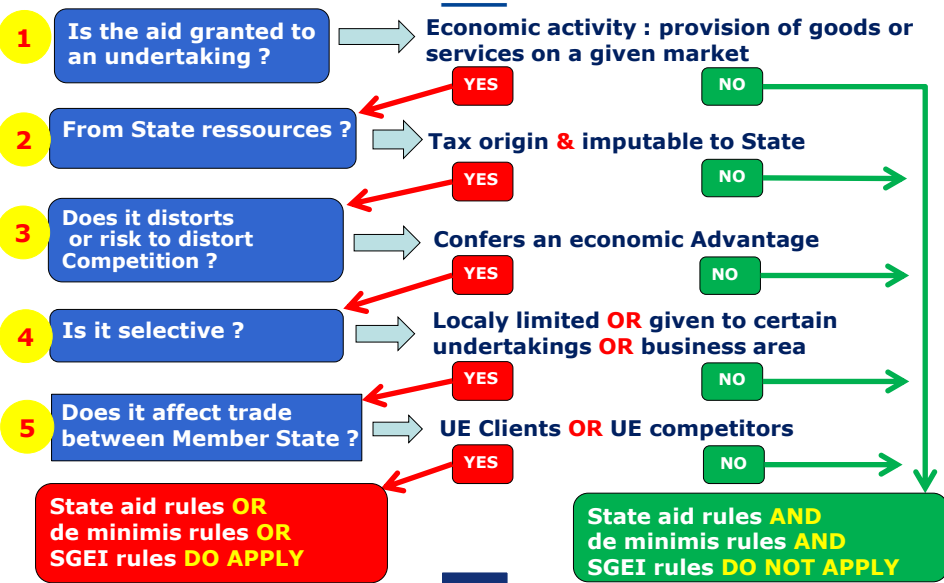 1
Is the aid granted to
an undertaking ?
Economic activity : provision of goods or
services on a given market
YES
NO
2
From State ressources ?
Tax origin & imputable to State
YES
NO
3
Does it distorts
or risk to distort
Competition ?
Confers an economic Advantage
YES
NO
4
Is it selective ?
Localy limited OR given to certain
undertakings OR business area
YES
NO
5
Does it affect trade
between Member State ?
UE Clients OR UE competitors
YES
NO
State aid rules OR
de minimis rules OR
SGEI rules DO APPLY
State aid rules AND
de minimis rules AND
SGEI rules DO NOT APPLY